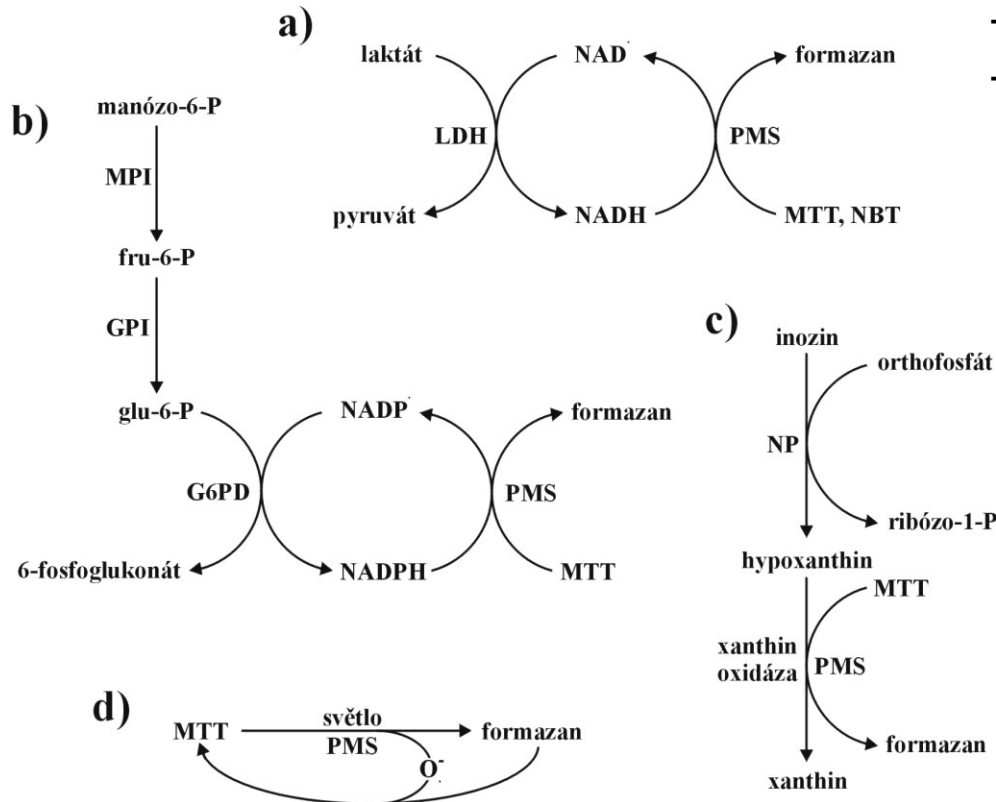 a)
laktát
NAD
formazan
LDH
PMS
pyruvát
NADH
MTT, NBT
b)
manózo-6-P
MPI
fru-6-P
GPI
glu-6-P
NADP
formazan
G6PD
PMS
6-fosfoglukonát
NADPH
MTT
c)
inozin
orthofosfát
NP
ribózo-1-P
hypoxanthin
MTT
xanthin
oxidáza
PMS
formazan
xanthin
d)
MTT
světlo
PMS
formazan
O⁻